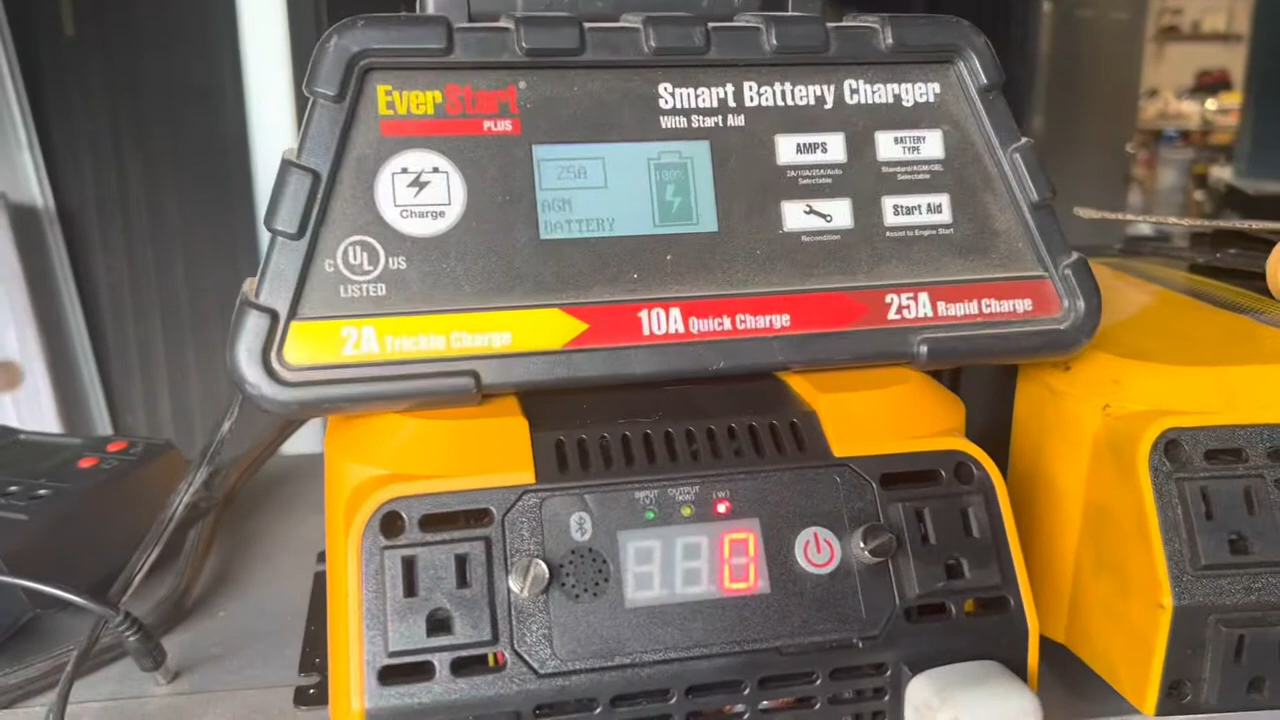 EverStart®
PLUS
Smart Battery Charger
With Start Aid
Charge
C UL US
LISTED
25A
100%
AGM
BATTERY
AMPS
2A/10A/25A/Auto
Selectable
BATTERY
TYPE
Standard/AGM/GEL
Selectable
Recondition
Start Aid
Assist to Engine Start
2A Trickle Charge
10A Quick Charge
25A Rapid Charge
INPUT
(V)
OUTPUT
(KW)
(W)
0